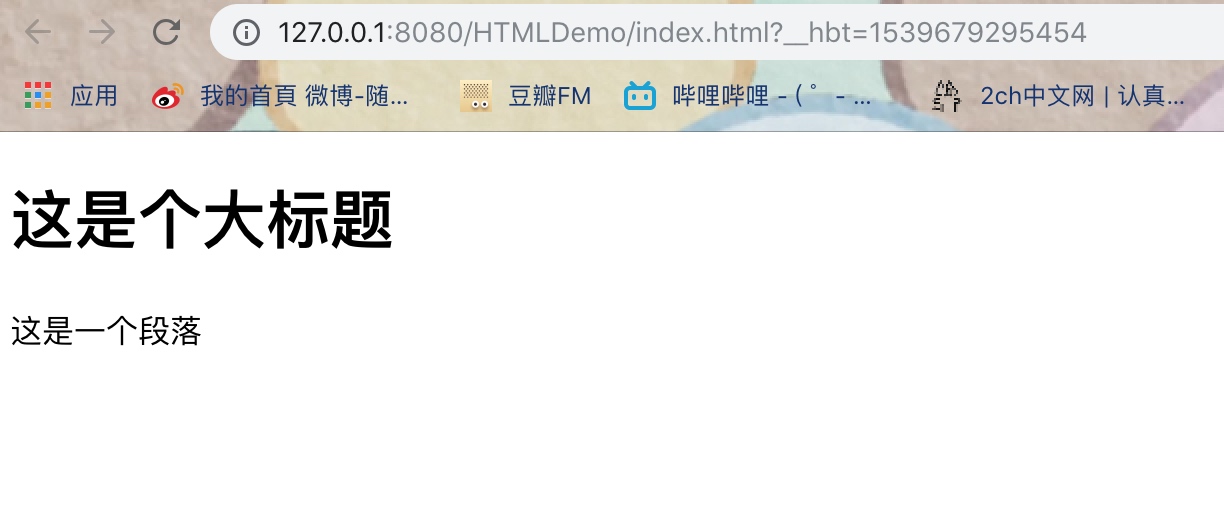 127.0.0.1:8080/HTMLDemo/index.html?__hbt=1539679295454
应用 我的首頁 微博-随... 豆瓣FM 哔哩哔哩 - ( ゜ - ... 2ch中文网 | 认真...
这是个大标题
这是一个段落